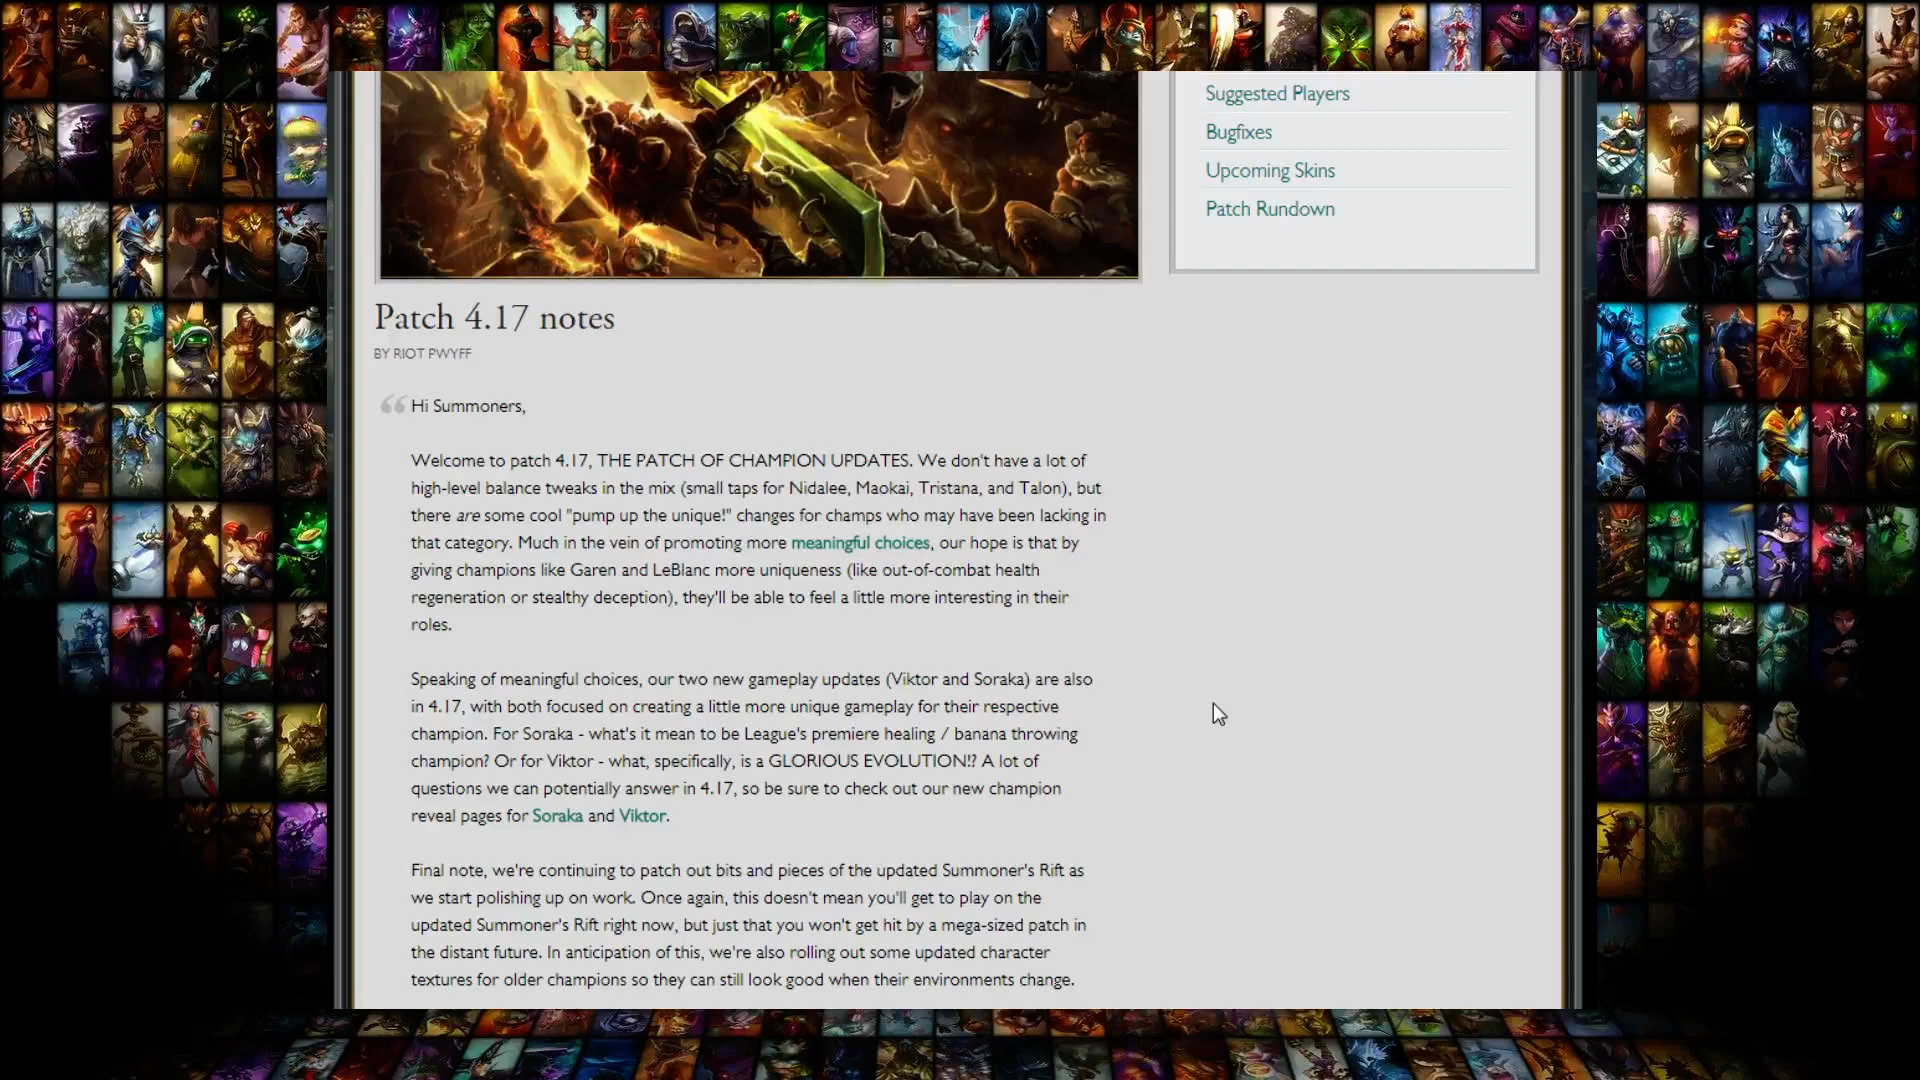 Suggested Players
Bugfixes
Upcoming Skins
Patch Rundown
Patch 4.17 notes
BY RIOT PWYFF
Hi Summoners,
Welcome to patch 4.17, THE PATCH OF CHAMPION UPDATES. We don't have a lot of
high-level balance tweaks in the mix (small taps for Nidalee, Maokai, Tristana, and Talon), but
there are some cool "pump up the unique!" changes for champs who may have been lacking in
that category. Much in the vein of promoting more meaningful choices, our hope is that by
giving champions like Garen and LeBlanc more uniqueness (like out-of-combat health
regeneration or stealthy deception), they'll be able to feel a little more interesting in their
roles.
Speaking of meaningful choices, our two new gameplay updates (Viktor and Soraka) are also
in 4.17, with both focused on creating a little more unique gameplay for their respective
champion. For Soraka - what's it mean to be League's premiere healing / banana throwing
champion? Or for Viktor - what, specifically, is a GLORIOUS EVOLUTION!? A lot of
questions we can potentially answer in 4.17, so be sure to check out our new champion
reveal pages for Soraka and Viktor.
Final note, we're continuing to patch out bits and pieces of the updated Summoner's Rift as
we start polishing up on work. Once again, this doesn't mean you'll get to play on the
updated Summoner's Rift right now, but just that you won't get hit by a mega-sized patch in
the distant future. In anticipation of this, we're also rolling out some updated character
textures for older champions so they can still look good when their environments change.